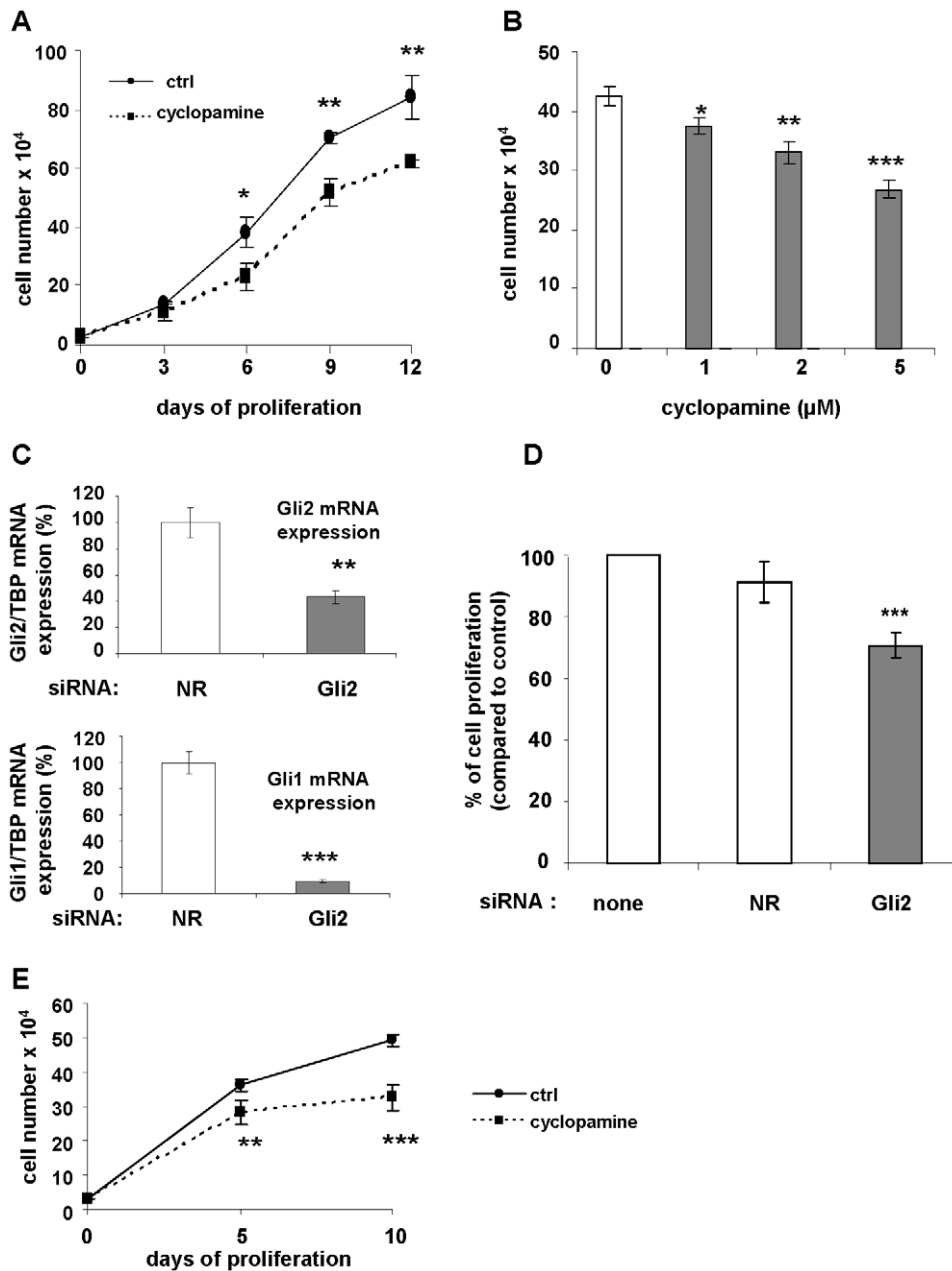 A
100
80
60
40
20
0
cell number x 10⁴
ctrl
cyclopamine
*
**
**
0 3 6 9 12
days of proliferation
B
50
40
30
20
10
0
cell number x 10⁴
*
**
***
0 1 2 5
cyclopamine (µM)
C
120
100
80
60
40
20
0
Gli2/TBP mRNA
expression (%)
Gli2 mRNA
expression
**
siRNA: NR Gli2
120
100
80
60
40
20
0
Gli1/TBP mRNA
expression (%)
Gli1 mRNA
expression
***
siRNA: NR Gli2
D
100
80
60
40
20
0
% of cell proliferation
(compared to control)
***
siRNA : none NR Gli2
E
60
50
40
30
20
10
0
cell number x 10⁴
**
***
0 5 10
days of proliferation
ctrl
cyclopamine